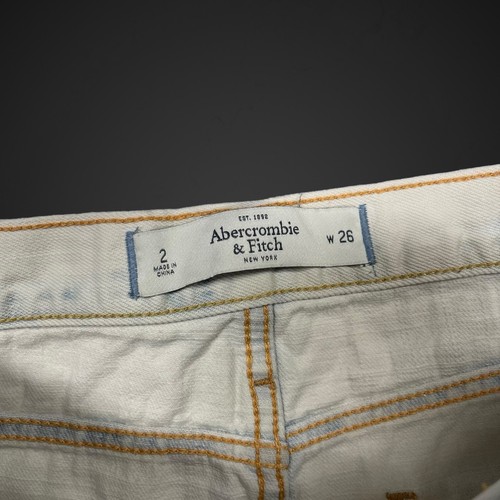 EST. 1892
Abercrombie
& Fitch
NEW YORK
2
MADE IN
CHINA
W 26